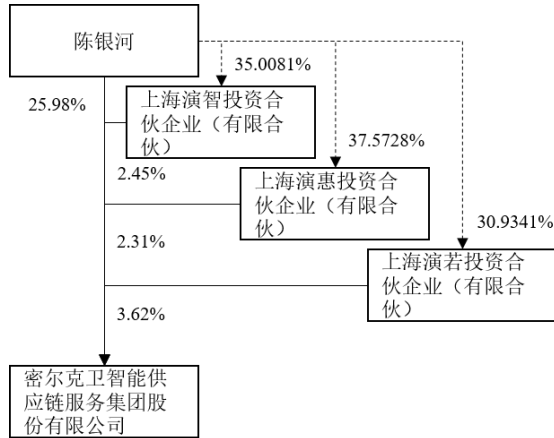 陈银河
35.0081%
25.98%
上海演智投资合
伙企业（有限合
伙）
37.5728%
2.45%
上海演惠投资合
伙企业（有限合
伙）
30.9341%
2.31%
上海演若投资合
伙企业（有限合
伙）
3.62%
密尔克卫智能供
应链服务集团股
份有限公司